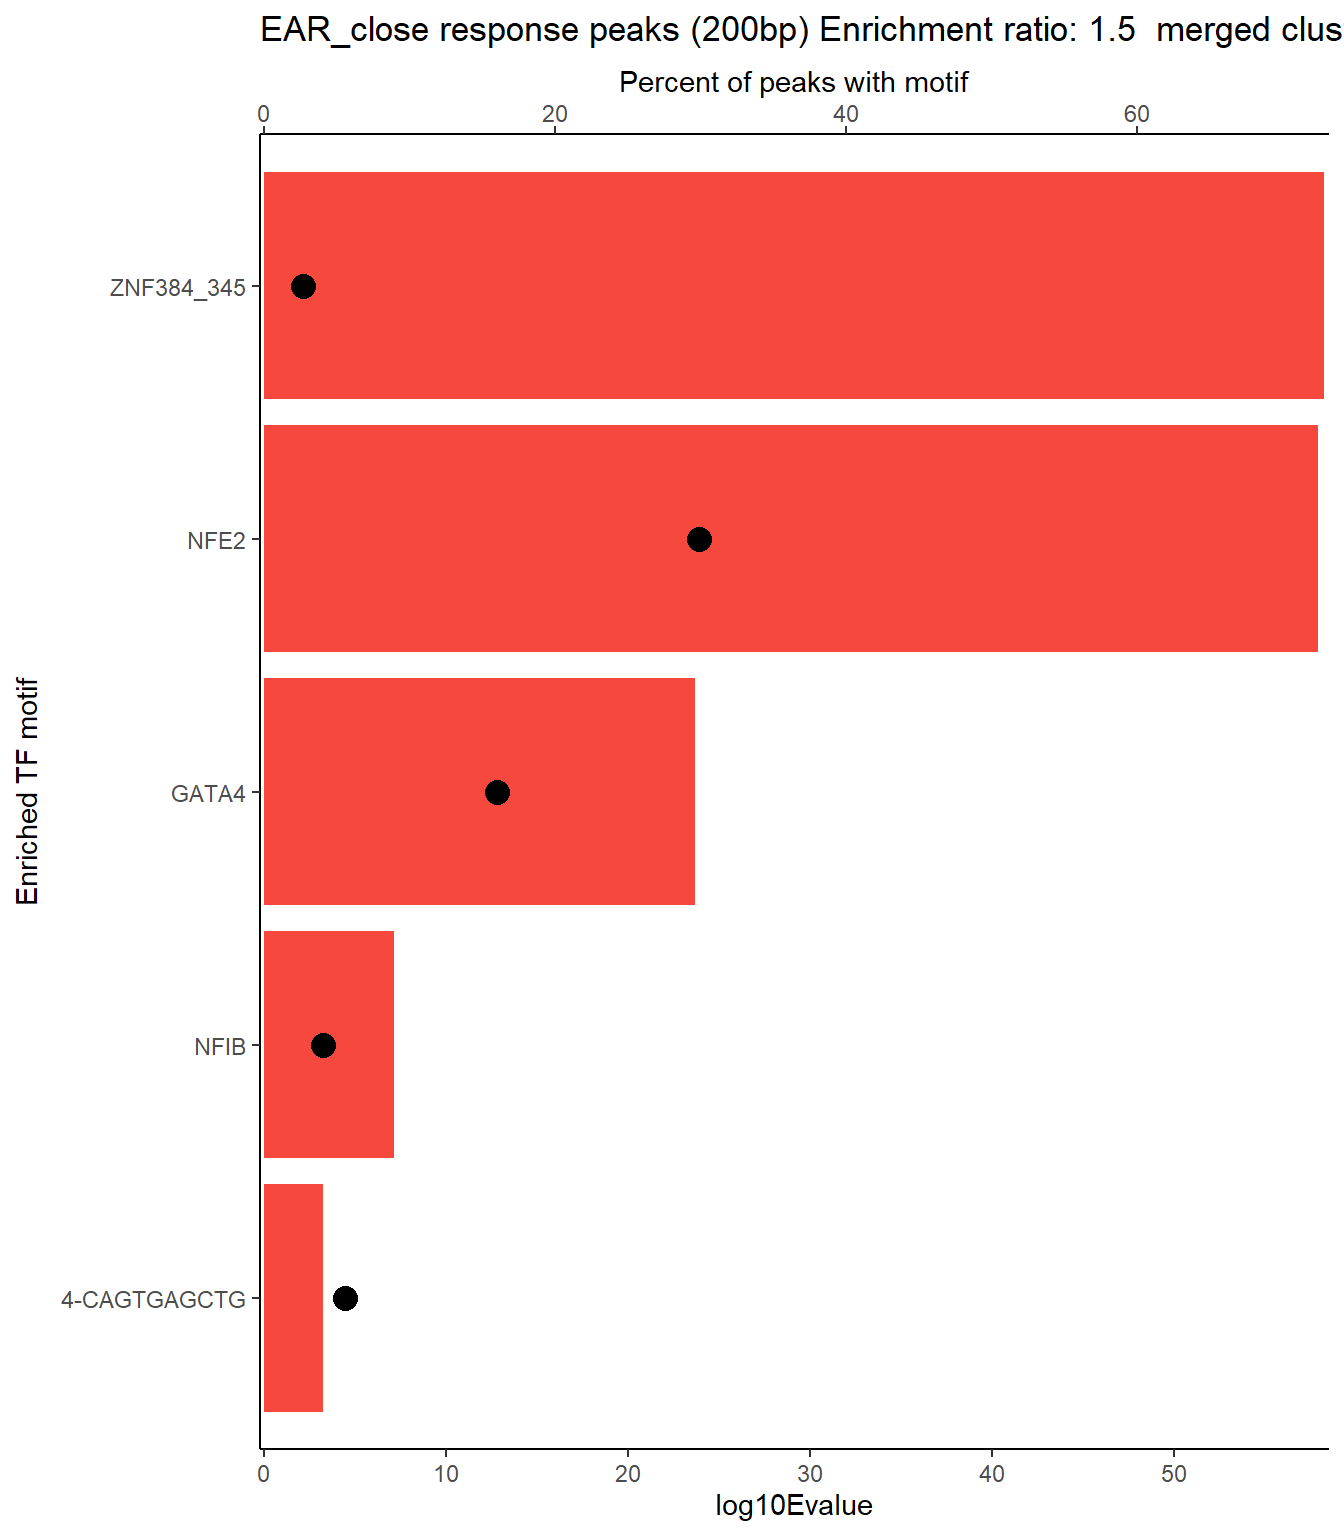 EAR_close response peaks (200bp) Enrichment ratio: 1.5  merged clus
Percent of peaks with motif
0 20 40 60
ZNF384_345
NFE2
GATA4
NFIB
4-CAGTGAGCTG
Enriched TF motif
0 10 20 30 40 50
log10Evalue